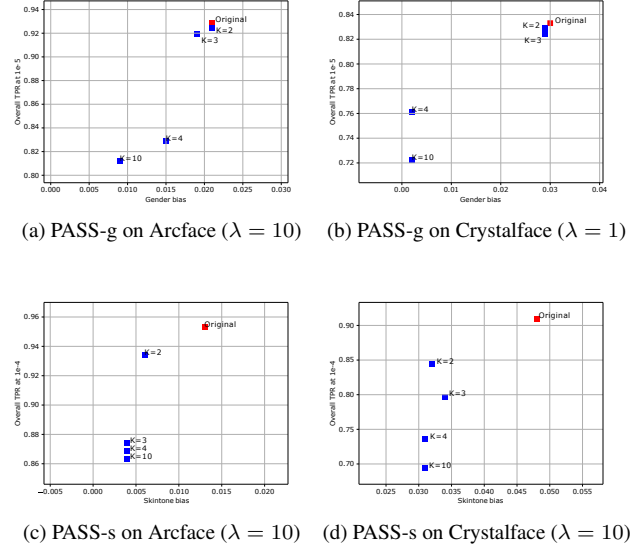 0.94
0.92
0.90
0.88
0.86
0.84
0.82
0.80
Overall TPR at 1e-5
Original
K=2
K=3
K=4
K=10
0.000 0.005 0.010 0.015 0.020 0.025 0.030
Gender bias
(a) PASS-g on Arcface (λ = 10)
0.84
0.82
0.80
0.78
0.76
0.74
0.72
Overall TPR at 1e-5
Original
K=2
K=3
K=4
K=10
0.00 0.01 0.02 0.03 0.04
Gender bias
(b) PASS-g on Crystalface (λ = 1)
0.96
0.94
0.92
0.90
0.88
0.86
Overall TPR at 1e-4
Original
K=2
K=3
K=4
K=10
−0.005 0.000 0.005 0.010 0.015 0.020
Skintone bias
(c) PASS-s on Arcface (λ = 10)
0.90
0.85
0.80
0.75
0.70
Overall TPR at 1e-4
Original
K=2
K=3
K=4
K=10
0.025 0.030 0.035 0.040 0.045 0.050 0.055
Skintone bias
(d) PASS-s on Crystalface (λ = 10)